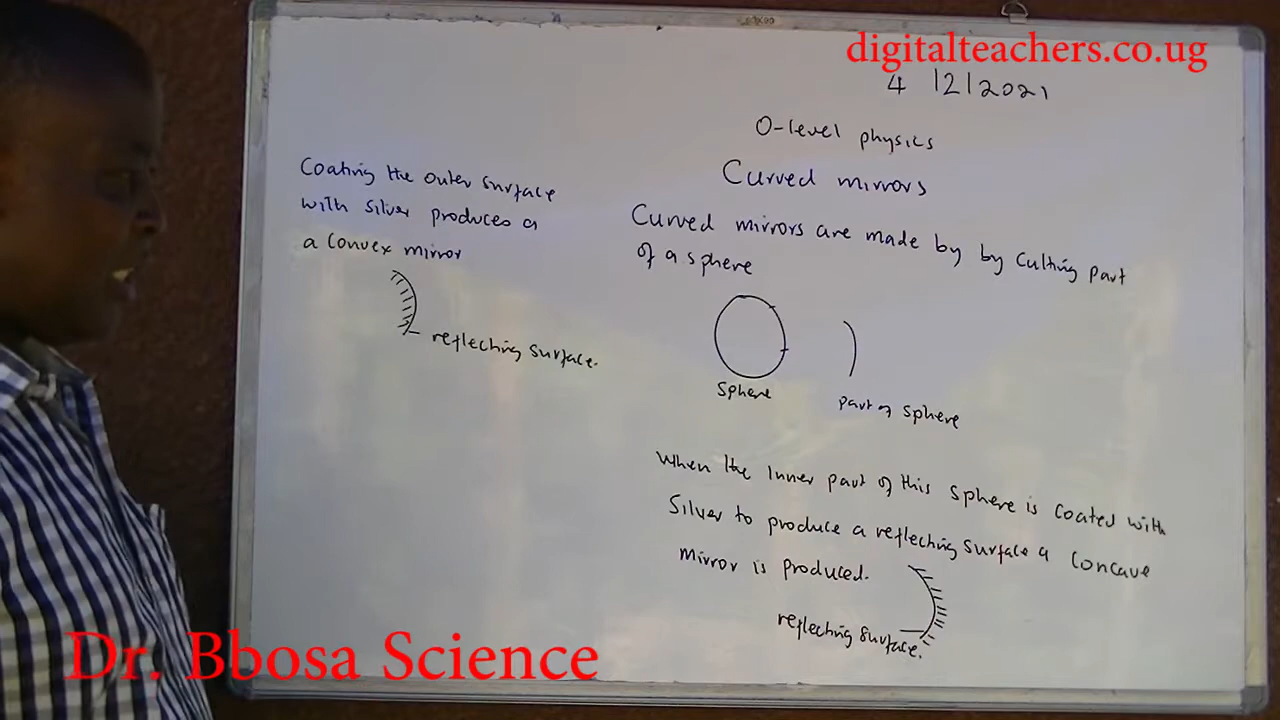 digitalteachers.co.ug
4 12/2021
O-level physics
Curved mirrors
Curved mirrors are made by by cutting part
of a sphere
sphere
part of sphere
When the inner part of this sphere is coated with
Silver to produce a reflecting surface a concave
mirror is produced.
reflecting surface.
Coating the outer surface
with silver produces a
a convex mirror
reflecting surface.
Dr. Bbosa Science